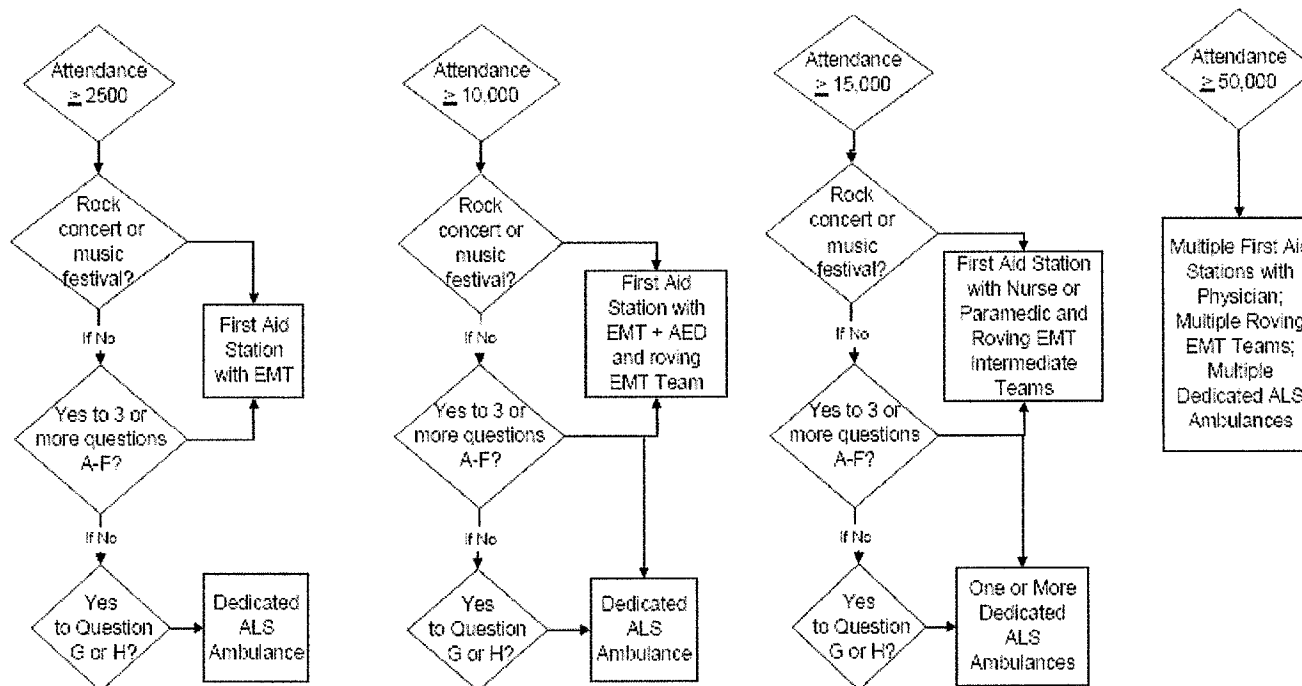 Attendance
≥ 2500
Rock
concert or
music
festival?
If No
First Aid
Station
with EMT
Yes to 3 or
more questions
A-F?
If No
Yes
to Question
G or H?
Dedicated
ALS
Ambulance
Attendance
≥ 10,000
Rock
concert or
music
festival?
If No
First Aid
Station with
EMT + AED
and roving
EMT Team
Yes to 3 or
more questions
A-F?
If No
Yes
to Question
G or H?
Dedicated
ALS
Ambulance
Attendance
≥ 15,000
Rock
concert or
music
festival?
If No
First Aid Station
with Nurse or
Paramedic and
Roving EMT
Intermediate
Teams
Yes to 3 or
more questions
A-F?
If No
Yes
to Question
G or H?
One or More
Dedicated
ALS
Ambulances
Attendance
≥ 50,000
Multiple First Aid
Stations with
Physician;
Multiple Roving
EMT Teams;
Multiple
Dedicated ALS
Ambulances